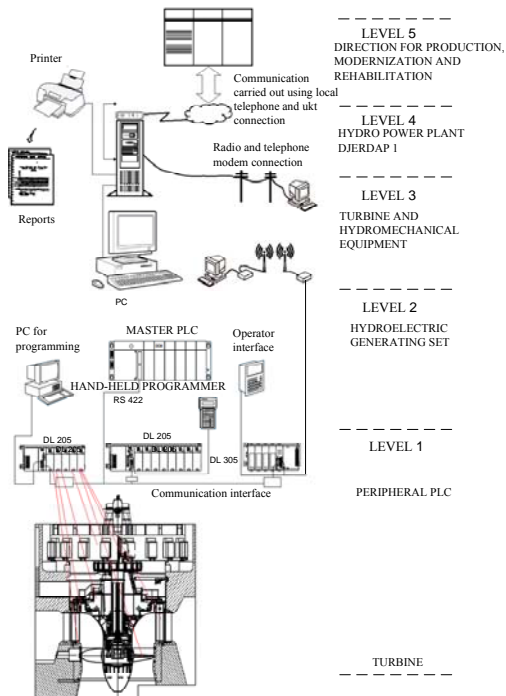 LEVEL 5
DIRECTION FOR PRODUCTION,
MODERNIZATION AND
REHABILITATION
Printer
Communication
carried out using local
telephone and ukt
connection
LEVEL 4
HYDRO POWER PLANT
DJERDAP 1
Radio and telephone
modem connection
Reports
LEVEL 3
TURBINE AND
HYDROMECHANICAL
EQUIPMENT
PC
LEVEL 2
HYDROELECTRIC
GENERATING SET
PC for
programming
MASTER PLC
Operator
interface
HAND-HELD PROGRAMMER
RS 422
DL 205
DL 205
DL 305
LEVEL 1
Communication interface
PERIPHERAL PLC
TURBINE